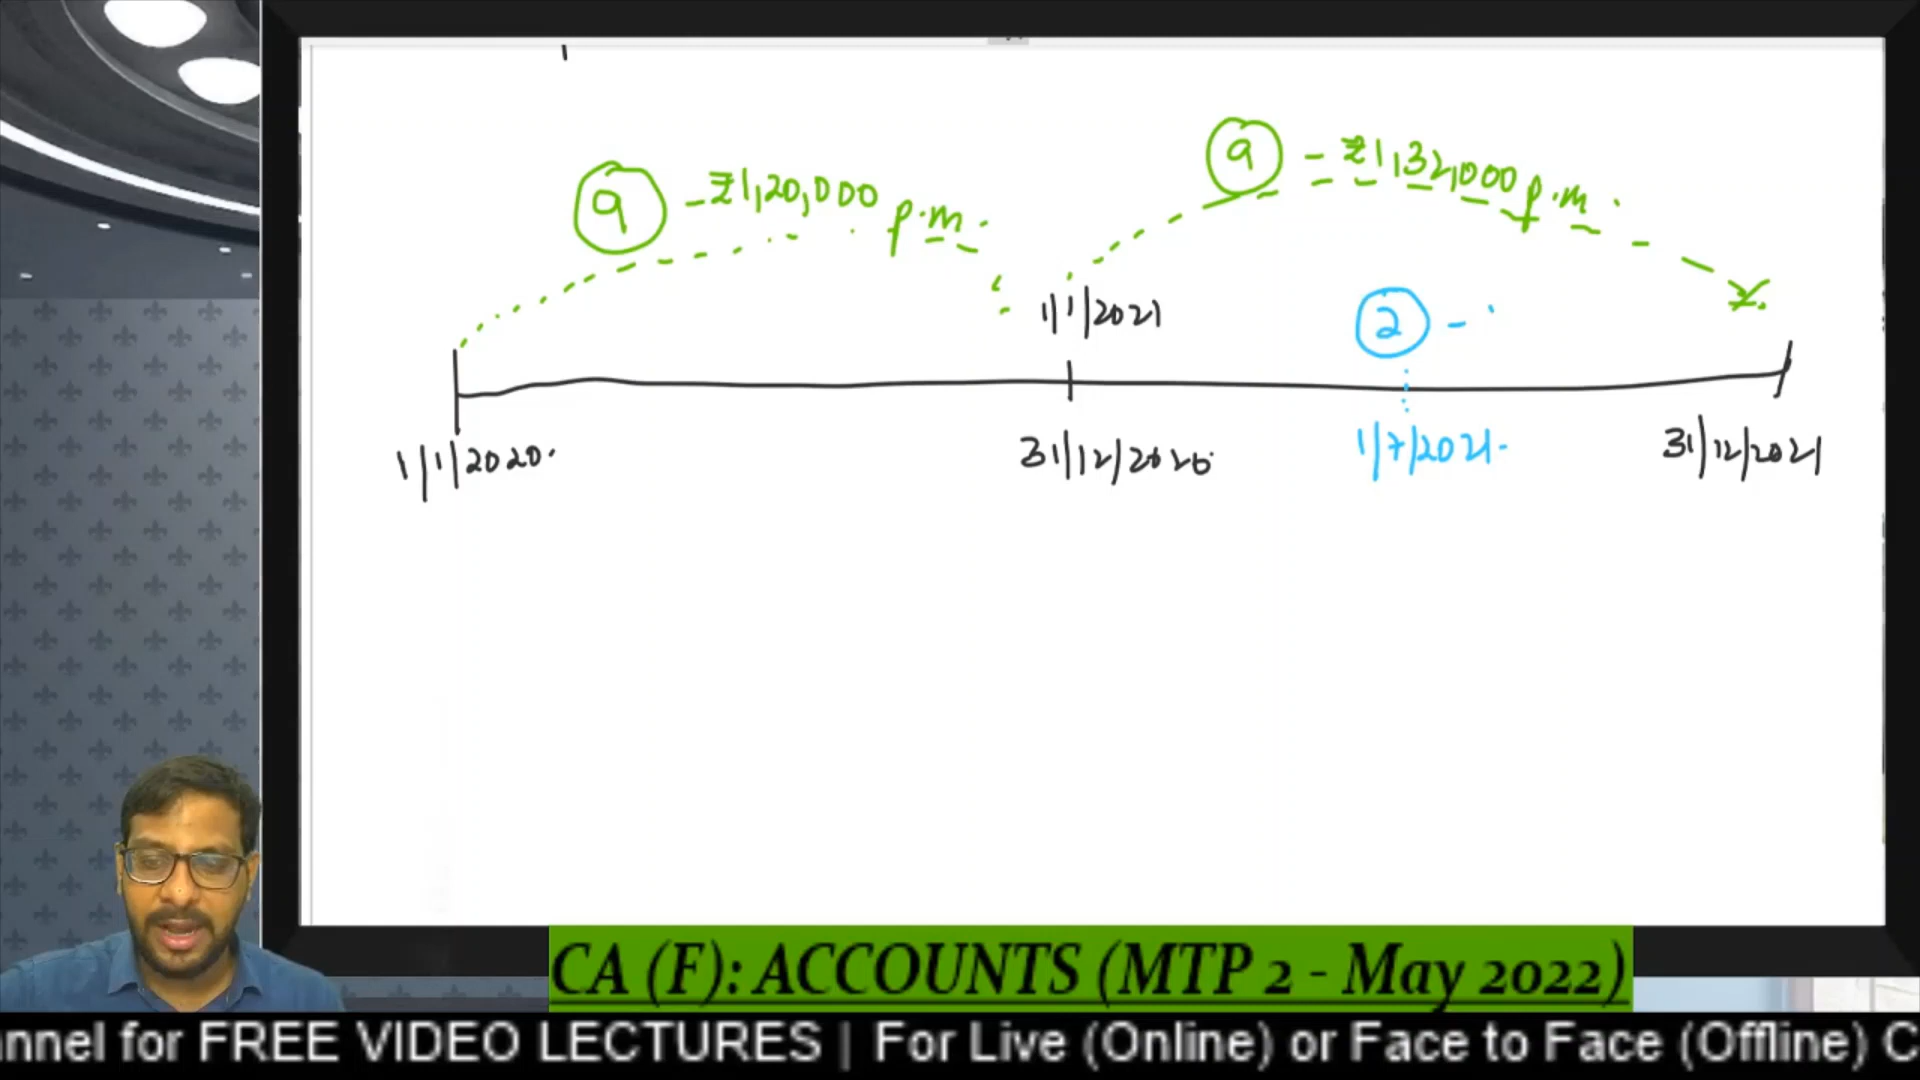 9 - ₹1,20,000 p.m.
9 - ₹1,32,000 p.m.
1/1/2021
2 -
1/1/2020.
31/12/2020
1/7/2021.
31/12/2021
CA (F): ACCOUNTS (MTP 2 - May 2022)
nnel for FREE VIDEO LECTURES | For Live (Online) or Face to Face (Offline) C